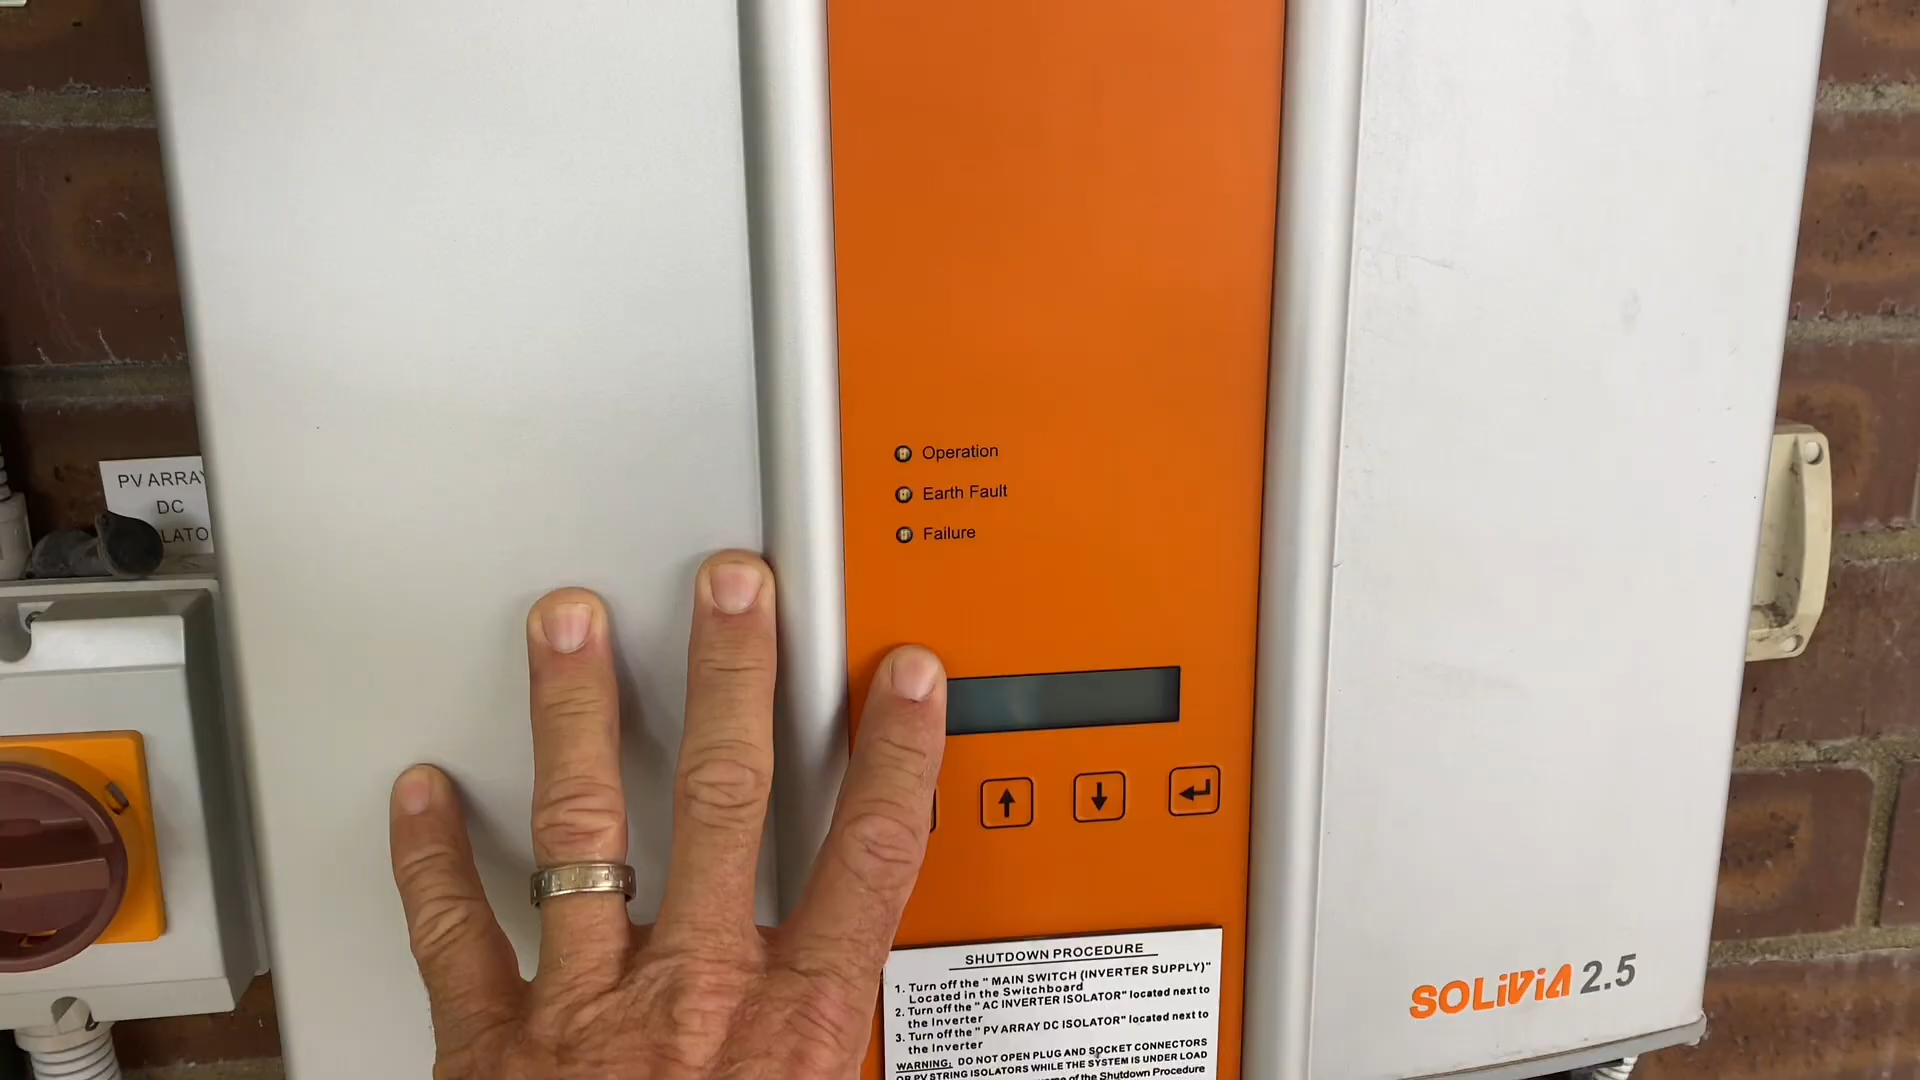 Operation
Earth Fault
Failure
PV ARRAY
DC
LATO
SHUTDOWN PROCEDURE
1. Turn off the " MAIN SWITCH (INVERTER SUPPLY)"
Located in the Switchboard
2. Turn off the "AC INVERTER ISOLATOR" located next to
the Inverter
3. Turn off the " PV ARRAY DC ISOLATOR" located next to
the Inverter
WARNING: DO NOT OPEN PLUG AND SOCKET CONNECTORS
OR PV STRING ISOLATORS WHILE THE SYSTEM IS UNDER LOAD
of the Shutdown Procedure
SOLiViA 2.5